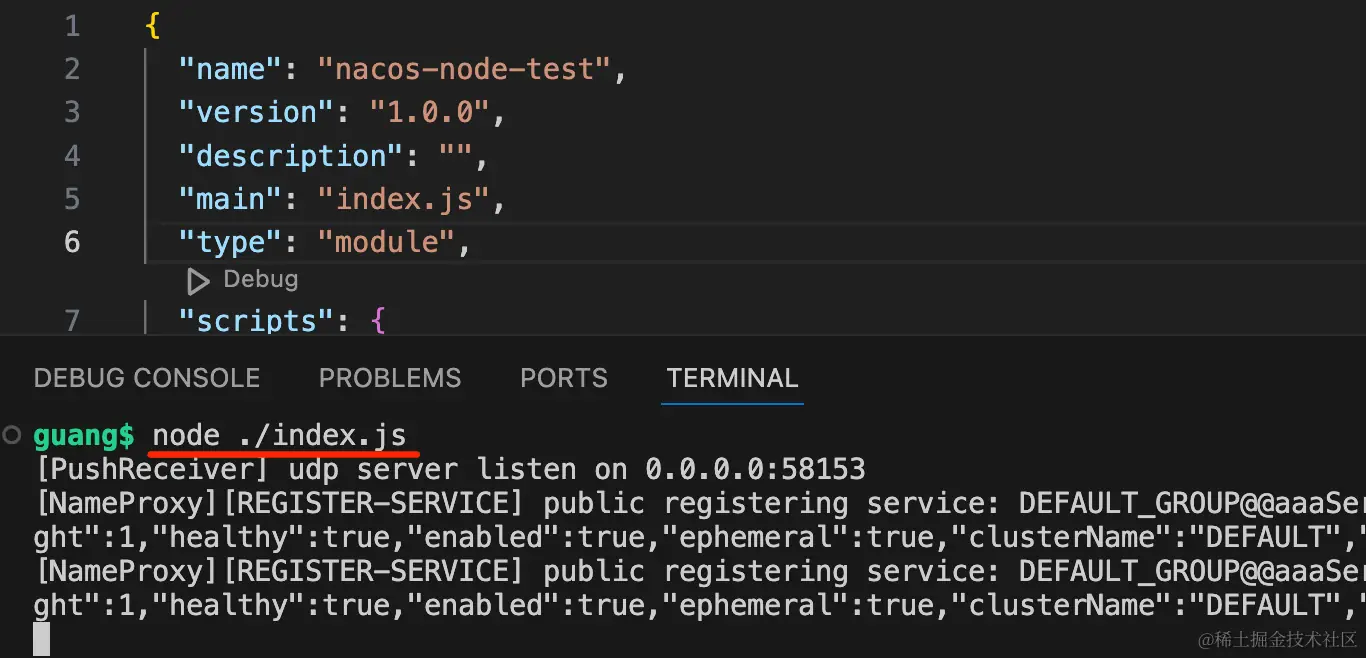 1 {
2 "name": "nacos-node-test",
3 "version": "1.0.0",
4 "description": "",
5 "main": "index.js",
6 "type": "module",
Debug
7 "scripts": {
DEBUG CONSOLE PROBLEMS PORTS TERMINAL
guang$ node ./index.js
[PushReceiver] udp server listen on 0.0.0.0:58153
[NameProxy][REGISTER-SERVICE] public registering service: DEFAULT_GROUP@@aaaSer
ght":1,"healthy":true,"enabled":true,"ephemeral":true,"clusterName":"DEFAULT","
[NameProxy][REGISTER-SERVICE] public registering service: DEFAULT_GROUP@@aaaSer
ght":1,"healthy":true,"enabled":true,"ephemeral":true,"clusterName":"DEFAULT","
@稀土掘金技术社区